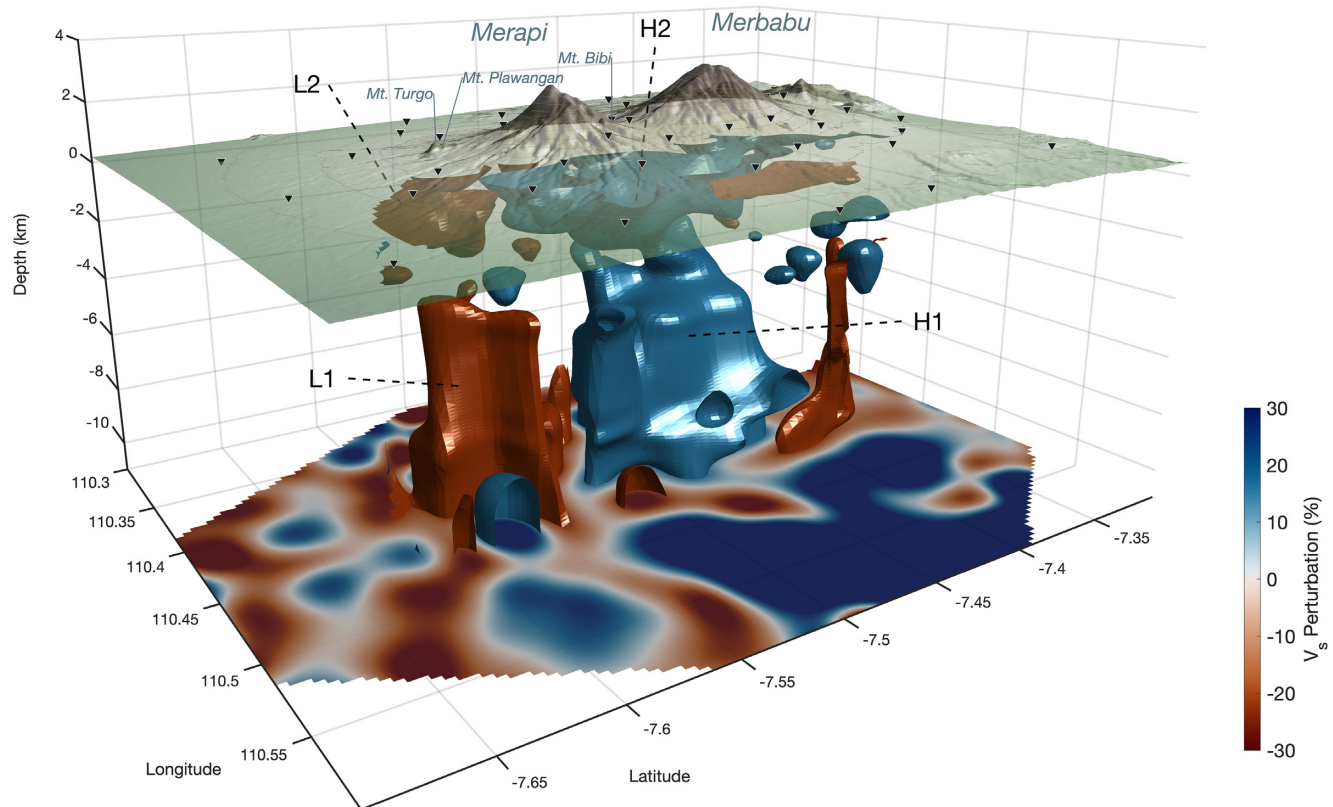 Merapi
H2
Merbabu
Mt. Bibi
L2
Mt. Turgo
Mt. Plawangan
4
2
0
-2
-4
-6
-8
-10
Depth (km)
H1
L1
110.3
110.35
110.4
110.45
110.5
110.55
Longitude
-7.65
-7.6
-7.55
-7.5
-7.45
-7.4
-7.35
Latitude
30
20
10
0
-10
-20
-30
Vs Perturbation (%)